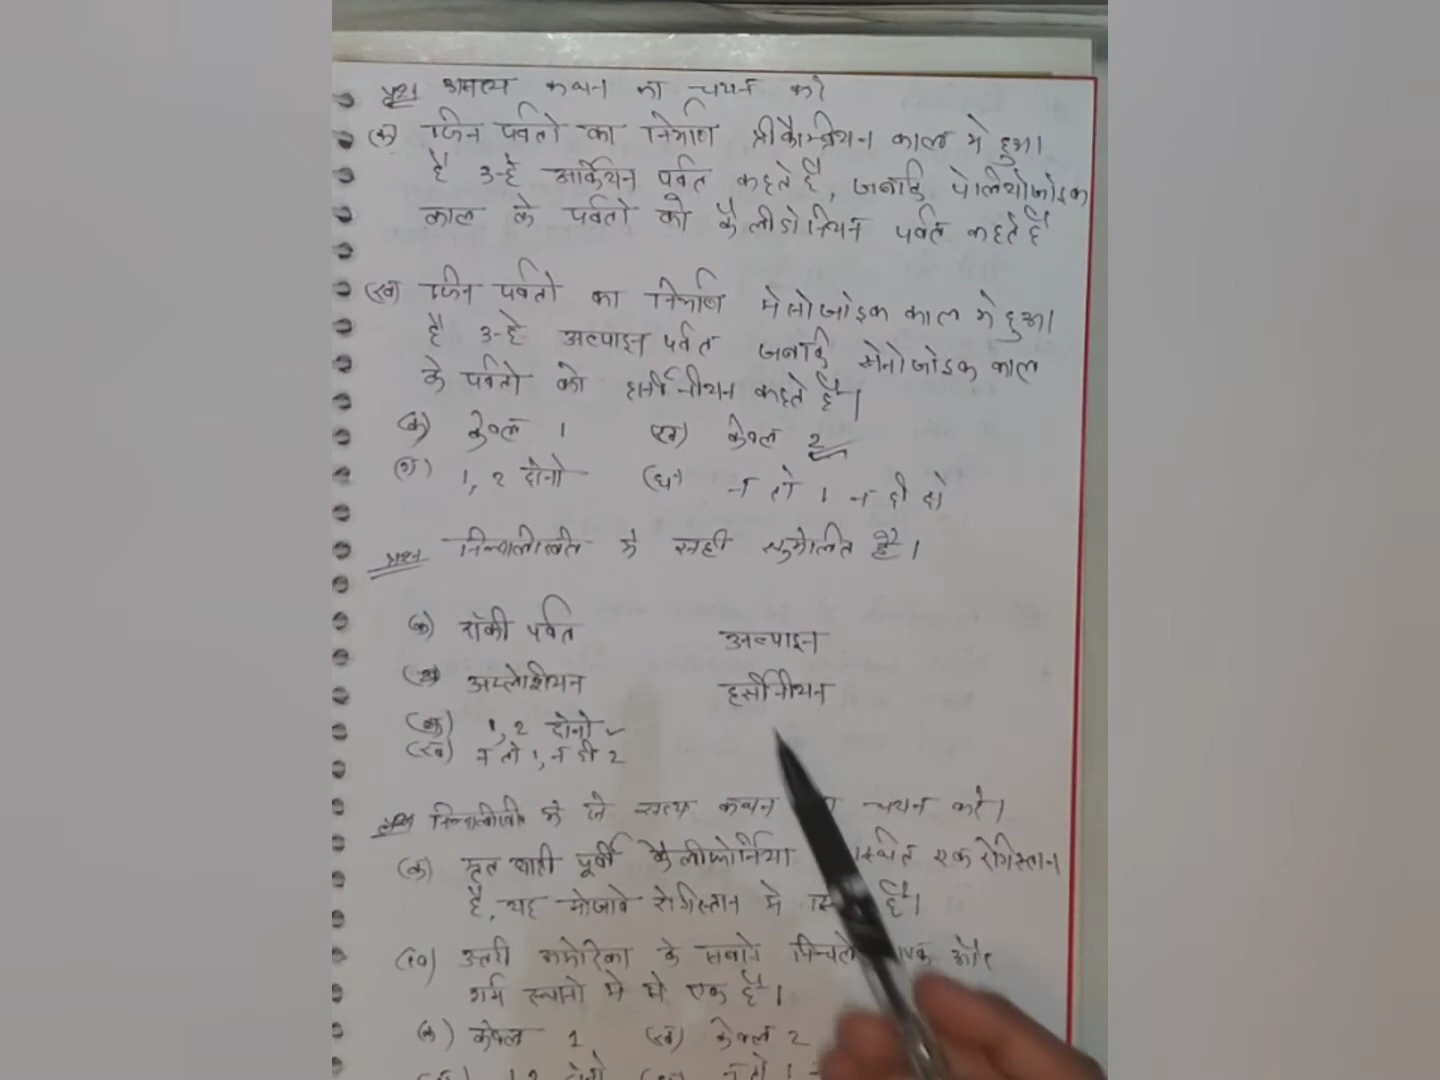 प्रश्न असत्य कथन का चयन करे
(क) जिन पर्वतो का निर्माण प्रीकैम्ब्रियन काल मे हुआ
है उन्हे आर्कियन पर्वत कहते है, जबकि पेलियोजोइक
काल के पर्वतो को कैलीडोनियन पर्वत कहते है
(ख) जिन पर्वतो का निर्माण मेसोजोइक काल मे हुआ
है उन्हे अल्पाइन पर्वत जबकि सेनोजोइक काल
के पर्वतो को हर्सीनीयन कहते है।
(क) केवल 1 (ख) केवल 2
(ग) 1, 2 दोनो (घ) न तो 1 न ही दो
प्रश्न निम्नलिखित मे सही सुमेलित है।
(क) रॉकी पर्वत अल्पाइन
(ख) अप्लेशियन हर्सीनीयन
(क) 1, 2 दोनो ✓
(ख) न तो 1, न ही 2
प्रश्न निम्नलिखित मे से सत्य कथन चयन करे।
(क) मृत घाटी पूर्वी कैलीफोर्निया स्थित एक रेगिस्तान
है, यह मोजावे रेगिस्तान मे है।
(ख) उत्तरी अमेरिका के सबसे निचले और
गर्म स्थानो मे से एक है।
(क) केवल 1 (ख) केवल 2
1, 2 दोनो न तो 1